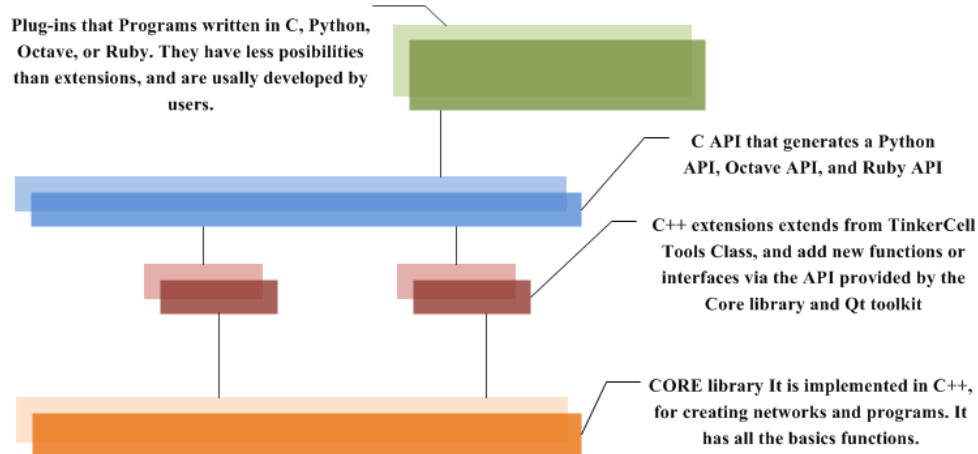 Plug-ins that Programs written in C, Python,
Octave, or Ruby. They have less posibilities
than extensions, and are usally developed by
users.
C API that generates a Python
API, Octave API, and Ruby API
C++ extensions extends from TinkerCell
Tools Class, and add new functions or
interfaces via the API provided by the
Core library and Qt toolkit
CORE library It is implemented in C++,
for creating networks and programs. It
has all the basics functions.